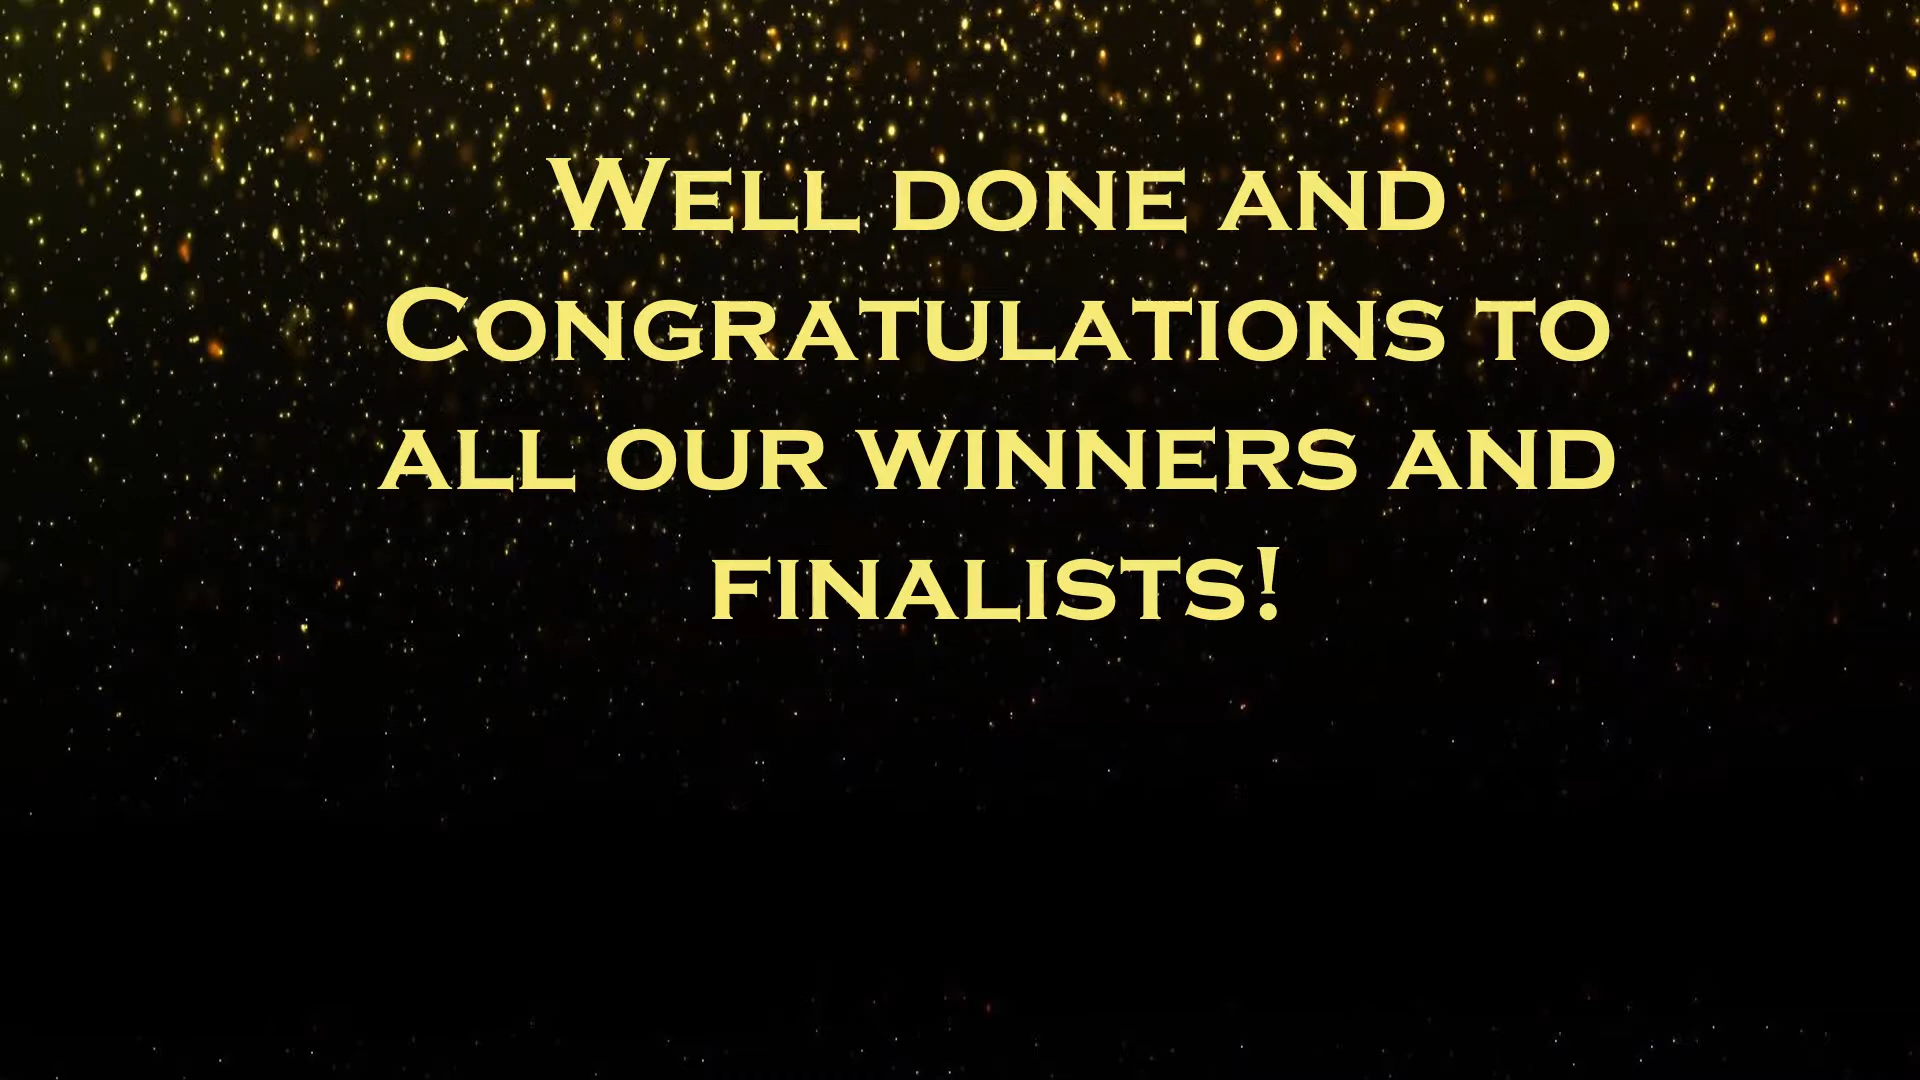 Well done and
Congratulations to
all our winners and
finalists!